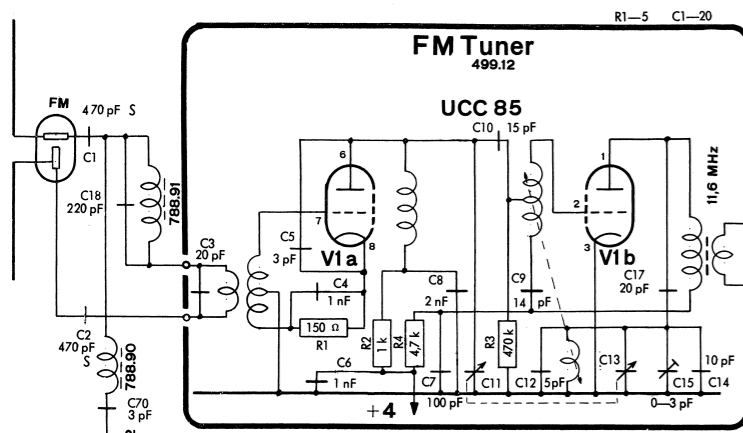 R1—5 C1—20
FM Tuner
499.12
UCC 85
FM
470 pF S
C1
C10 15 pF
6
1
7
2
8
3
C18
220 pF
788.91
11,6 MHz
C3
20 pF
C5
3 pF
V1a
V1b
C4
1 nF
C8
2 nF
C9
14 pF
C17
20 pF
150 Ω
R1
C2
470 pF
S
788.90
R2
1 k
R4
4,7 k
R3
470 k
C6
1 nF
C7
100 pF
C11
C12
5pF
C13
C15
0—3 pF
10 pF
C14
+4
C70
3 pF